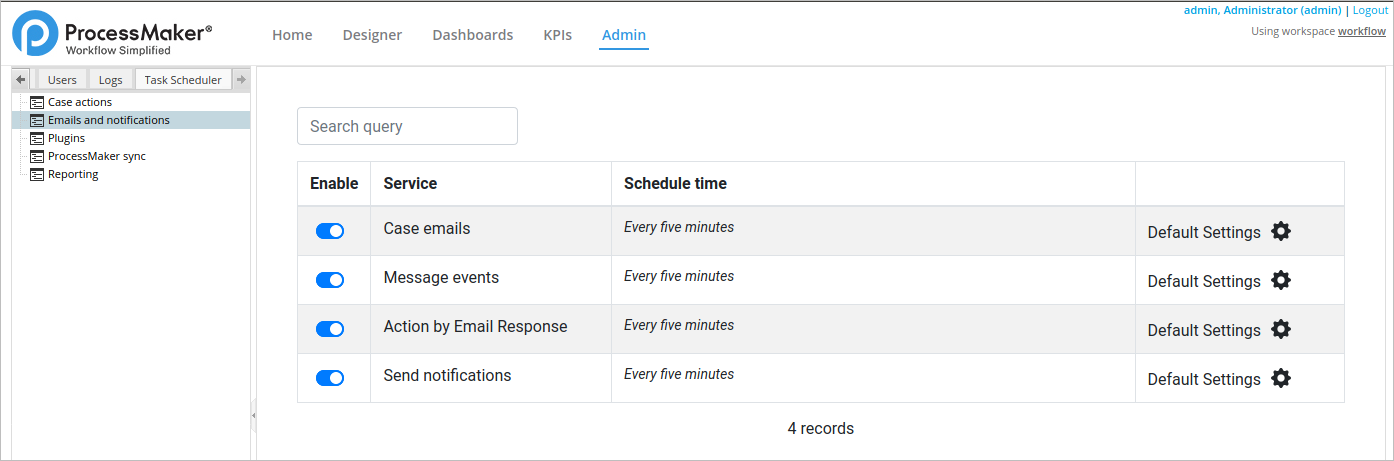 admin, Administrator (admin) | Logout
Using workspace workflow
ProcessMaker®
Workflow Simplified
Home Designer Dashboards KPIs Admin
Users Logs Task Scheduler
Case actions
Emails and notifications
Plugins
ProcessMaker sync
Reporting
Search query
Enable Service Schedule time
Case emails Every five minutes Default Settings
Message events Every five minutes Default Settings
Action by Email Response Every five minutes Default Settings
Send notifications Every five minutes Default Settings
4 records